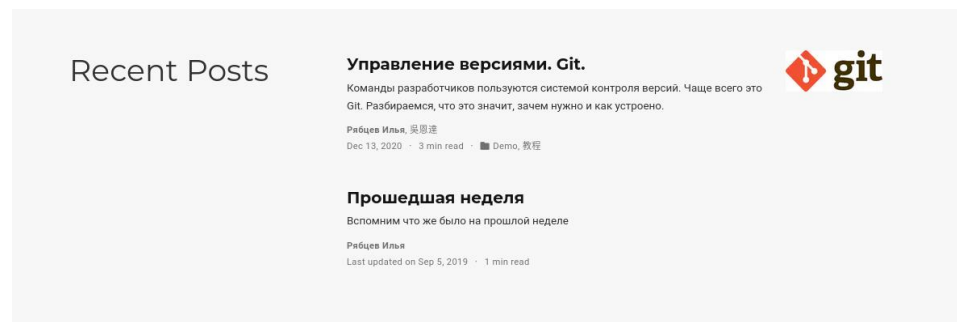 Recent Posts
Управление версиями. Git.
git
Команды разработчиков пользуются системой контроля версий. Чаще всего это
Git. Разбираемся, что это значит, зачем нужно и как устроено.
Рябцев Илья, 吳恩達
Dec 13, 2020 · 3 min read · Demo, 教程
Прошедшая неделя
Вспомним что же было на прошлой неделе
Рябцев Илья
Last updated on Sep 5, 2019 · 1 min read